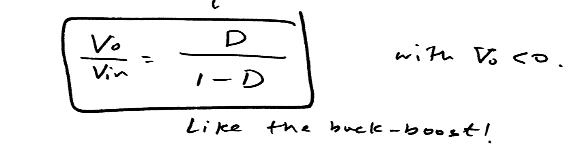 Vo/Vin = D/1-D with Vo <0.
Like the buck-boost!